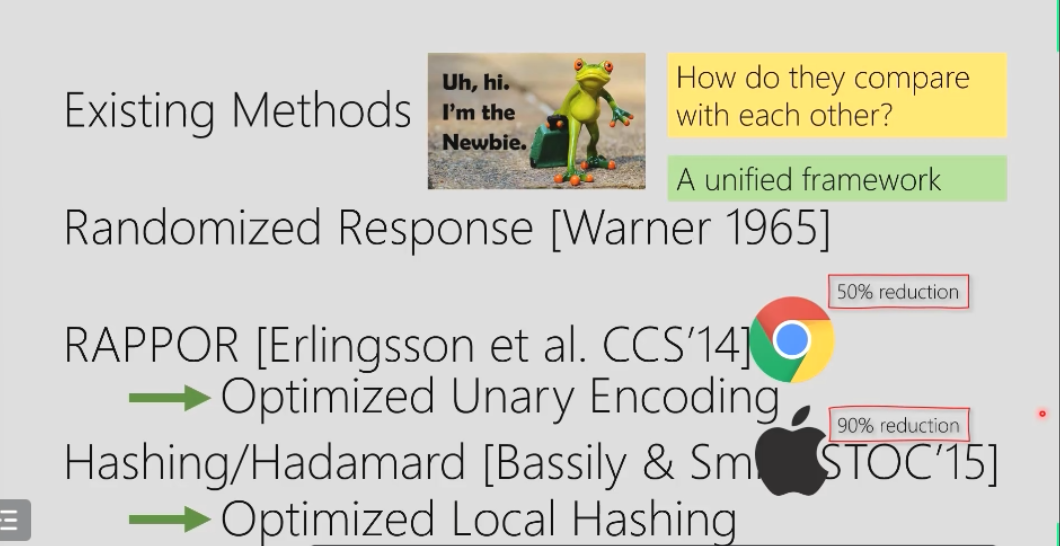 Existing Methods
Uh, hi.
I'm the
Newbie.
How do they compare
with each other?
A unified framework
Randomized Response [Warner 1965]
50% reduction
RAPPOR [Erlingsson et al. CCS'14]
Optimized Unary Encoding
90% reduction
Hashing/Hadamard [Bassily & STOC'15]
Optimized Local Hashing